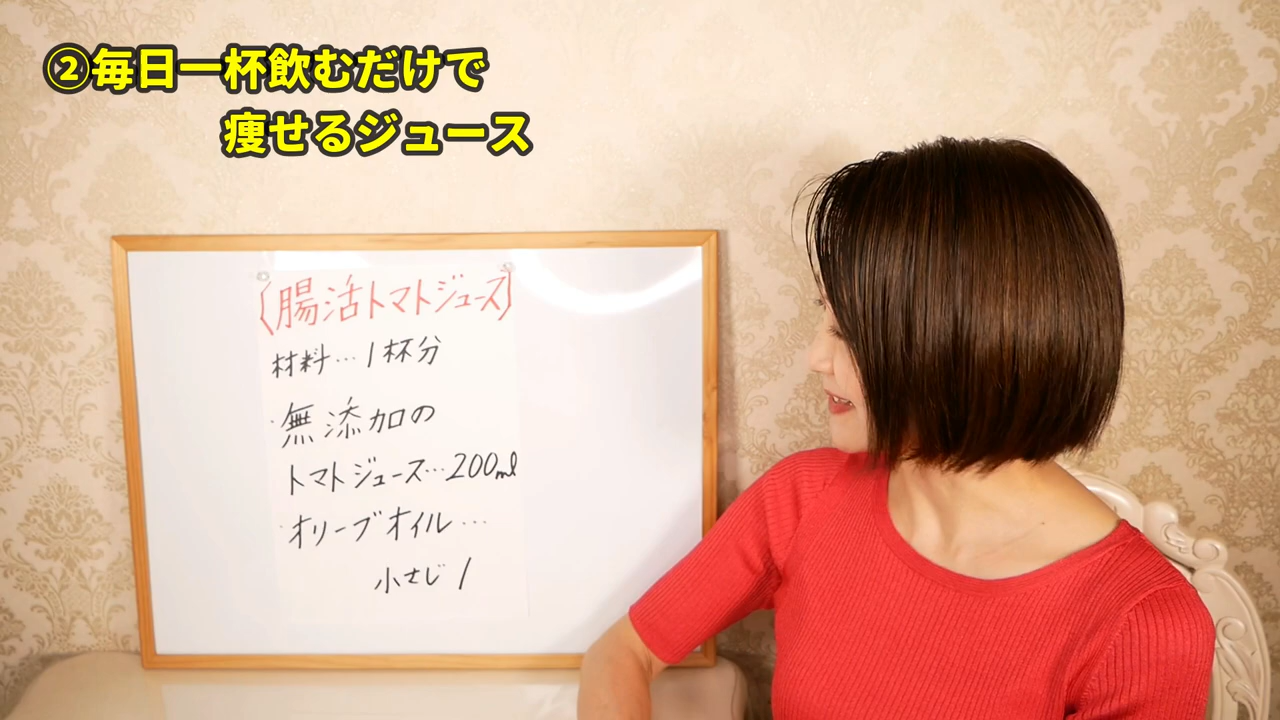 ②毎日一杯飲むだけで
痩せるジュース
〔腸活トマトジュース〕
材料…1杯分
・無添加の
トマトジュース…200ml
・オリーブオイル…
小さじ1